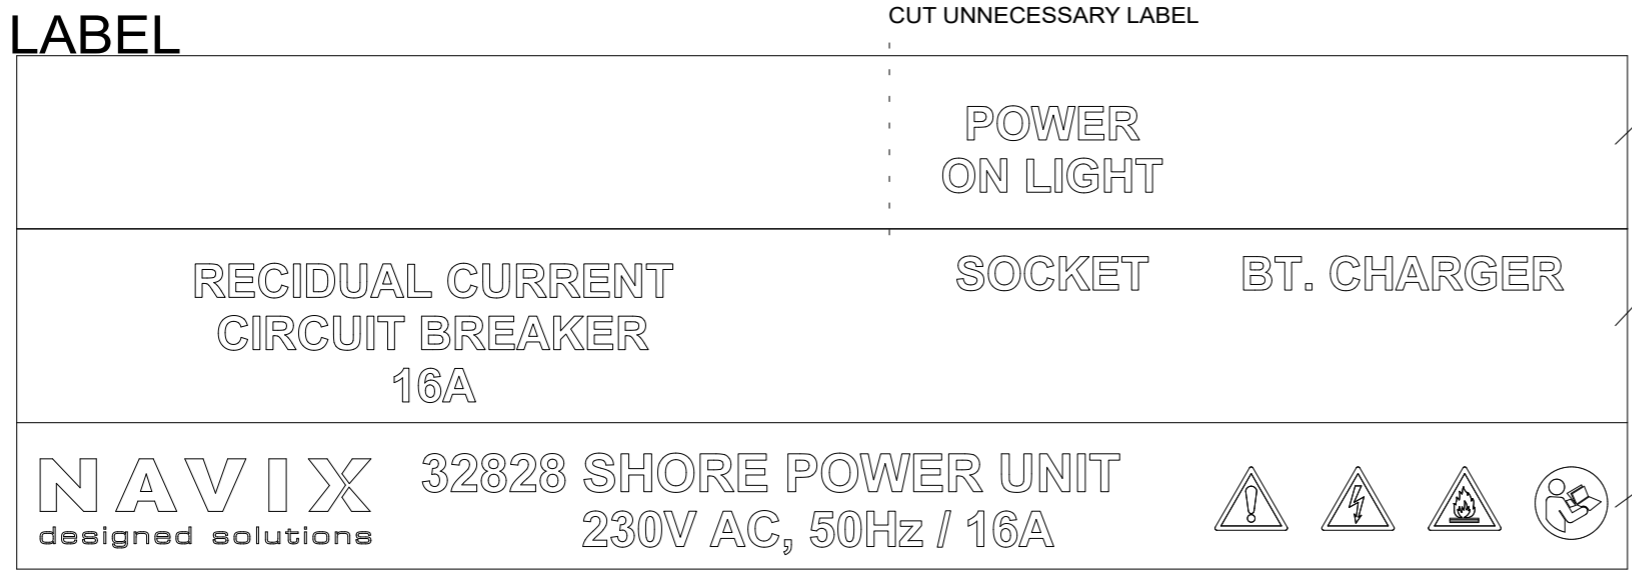 LABEL
CUT UNNECESSARY LABEL
POWER
ON LIGHT
RECIDUAL CURRENT
CIRCUIT BREAKER
16A
SOCKET
BT. CHARGER
NAVIX
designed solutions
32828 SHORE POWER UNIT
230V AC, 50Hz / 16A